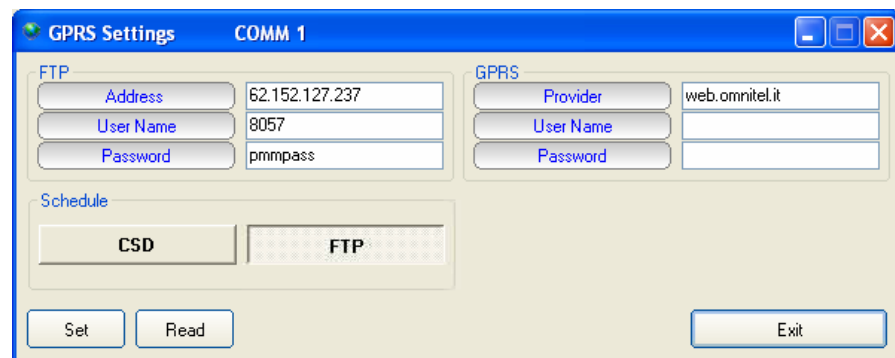 GPRS Settings COMM 1
FTP
Address 62.152.127.237
User Name 8057
Password pmmpass
GPRS
Provider web.omnitel.it
User Name
Password
Schedule
CSD FTP
Set Read Exit